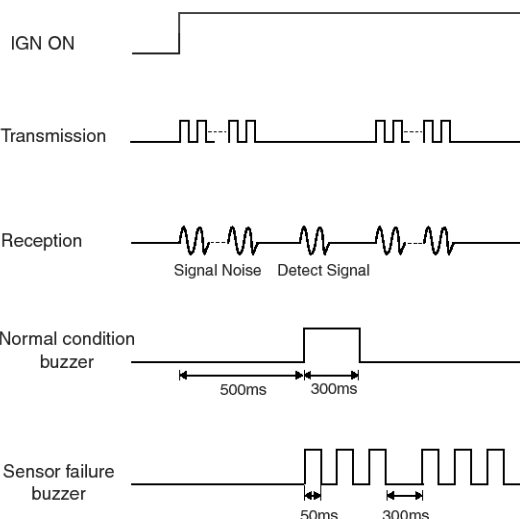 IGN ON
Transmission
Reception
Signal Noise Detect Signal
Normal condition
buzzer
500ms
300ms
Sensor failure
buzzer
50ms
300ms